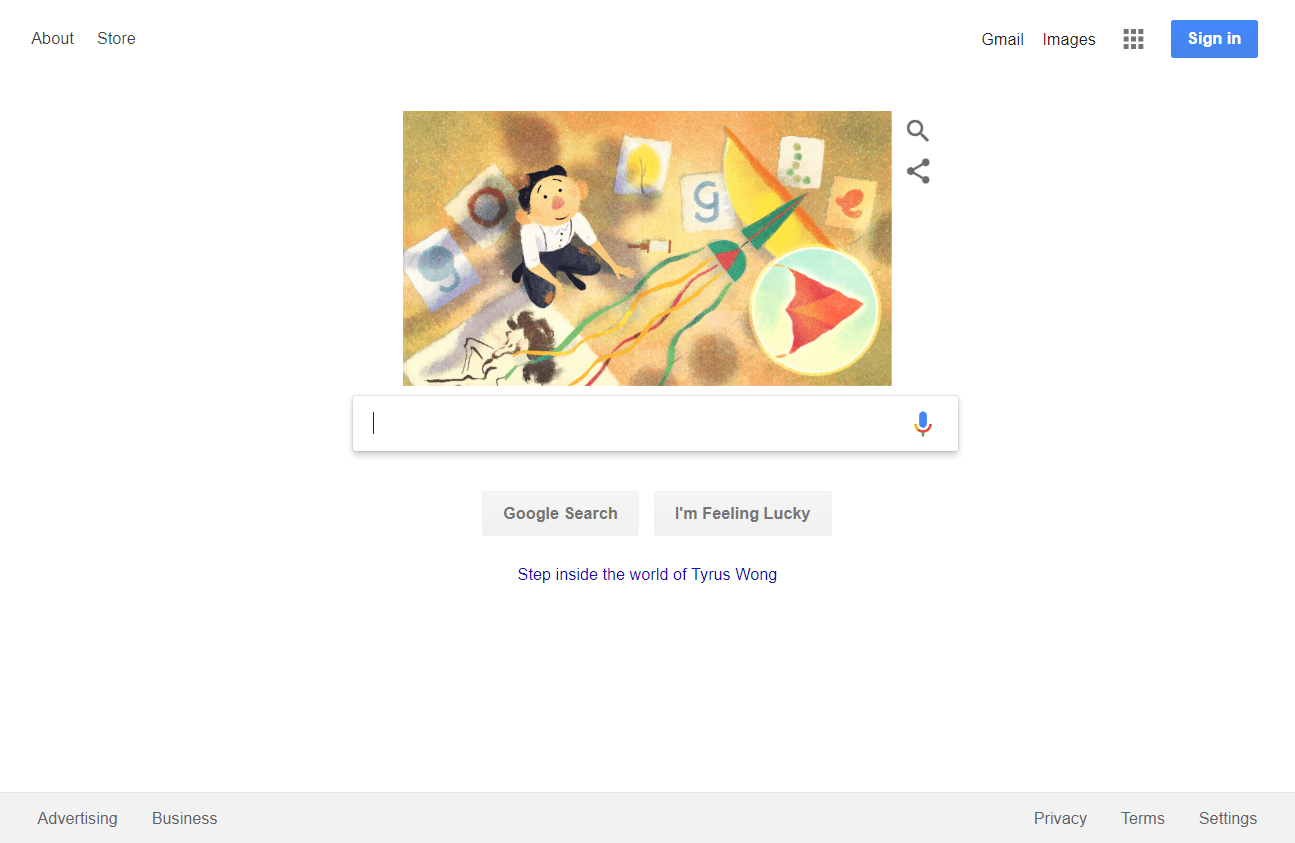 About Store
Gmail Images Sign in
g o g l e
Google Search I'm Feeling Lucky
Step inside the world of Tyrus Wong
Advertising Business
Privacy Terms Settings